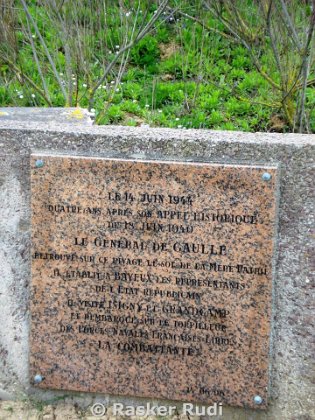 LE 14 JUIN 1944
QUATRE ANS APRÈS SON APPEL HISTORIQUE
DU 18 JUIN 1940
LE GÉNÉRAL DE GAULLE
RETROUVE SUR CE RIVAGE LE SOL DE LA MÈRE PATRIE
IL ÉTABLIT A BAYEUX LES REPRÉSENTANTS
DE L'ÉTAT RÉPUBLICAIN
IL VISITE ISIGNY ET GRANDCAMP
ET REMBARQUE SUR LE TORPILLEUR
DES FORCES NAVALES FRANÇAISES LIBRES
LA COMBATTANTE
© Rasker Rudi